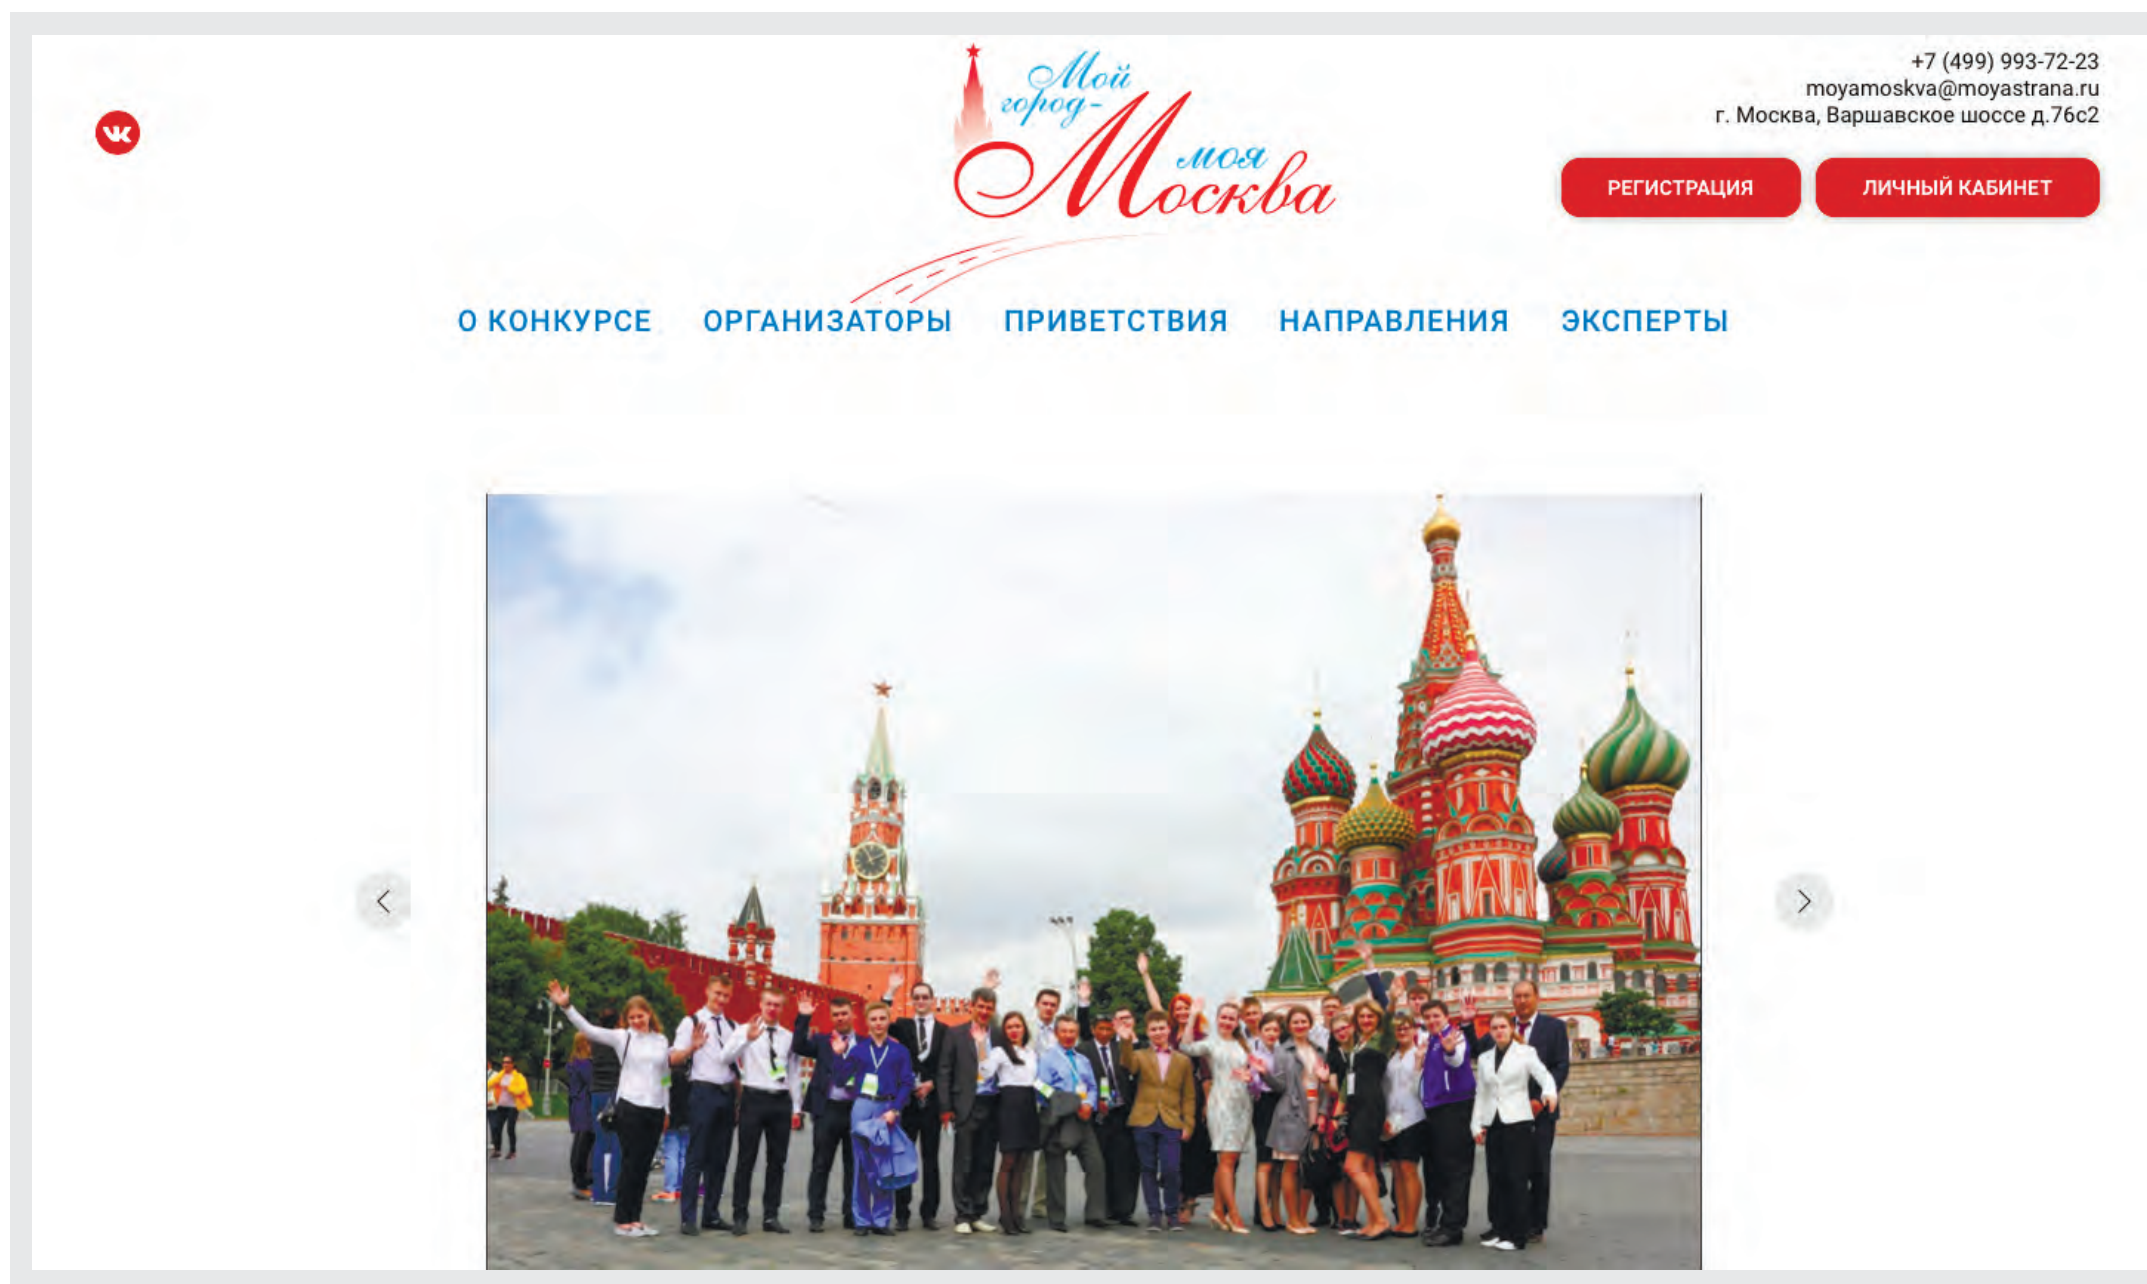 Мой
город-
моя
Москва
+7 (499) 993-72-23
moyamoskva@moyastrana.ru
г. Москва, Варшавское шоссе д.76с2
РЕГИСТРАЦИЯ
ЛИЧНЫЙ КАБИНЕТ
О КОНКУРСЕ
ОРГАНИЗАТОРЫ
ПРИВЕТСТВИЯ
НАПРАВЛЕНИЯ
ЭКСПЕРТЫ